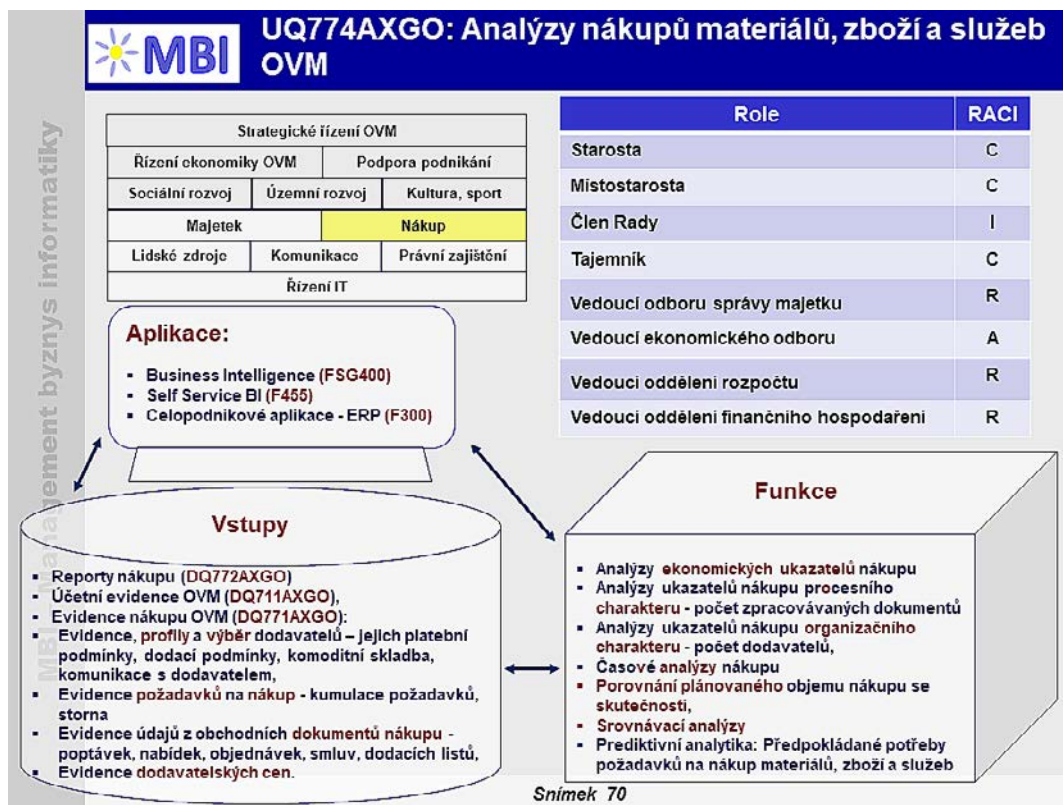 MBI
UQ774AXGO: Analýzy nákupů materiálů, zboží a služeb
OVM
MBI - Management byznys informatiky
Strategické řízení OVM
Řízení ekonomiky OVM
Podpora podnikání
Sociální rozvoj
Územní rozvoj
Kultura, sport
Majetek
Nákup
Lidské zdroje
Komunikace
Právní zajištění
Řízení IT
Role RACI
Starosta C
Místostarosta C
Člen Rady I
Tajemník C
Vedoucí odboru správy majetku R
Vedoucí ekonomického odboru A
Vedoucí oddělení rozpočtu R
Vedoucí oddělení finančního hospodaření R
Aplikace:
▪ Business Intelligence (FSG400)
▪ Self Service BI (F455)
▪ Celopodnikové aplikace - ERP (F300)
Vstupy
▪ Reporty nákupu (DQ772AXGO)
▪ Účetní evidence OVM (DQ711AXGO),
▪ Evidence nákupu OVM (DQ771AXGO):
▪ Evidence, profily a výběr dodavatelů – jejich platební
podmínky, dodací podmínky, komoditní skladba,
komunikace s dodavatelem,
▪ Evidence požadavků na nákup - kumulace požadavků,
storna
▪ Evidence údajů z obchodních dokumentů nákupu -
poptávek, nabídek, objednávek, smluv, dodacích listů,
▪ Evidence dodavatelských cen.
Funkce
▪ Analýzy ekonomických ukazatelů nákupu
▪ Analýzy ukazatelů nákupu procesního
charakteru - počet zpracovávaných dokumentů
▪ Analýzy ukazatelů nákupu organizačního
charakteru - počet dodavatelů,
▪ Časové analýzy nákupu
▪ Porovnání plánovaného objemu nákupu se
skutečností,
▪ Srovnávací analýzy
▪ Prediktivní analytika: Předpokládané potřeby
požadavků na nákup materiálů, zboží a služeb
Snímek 70